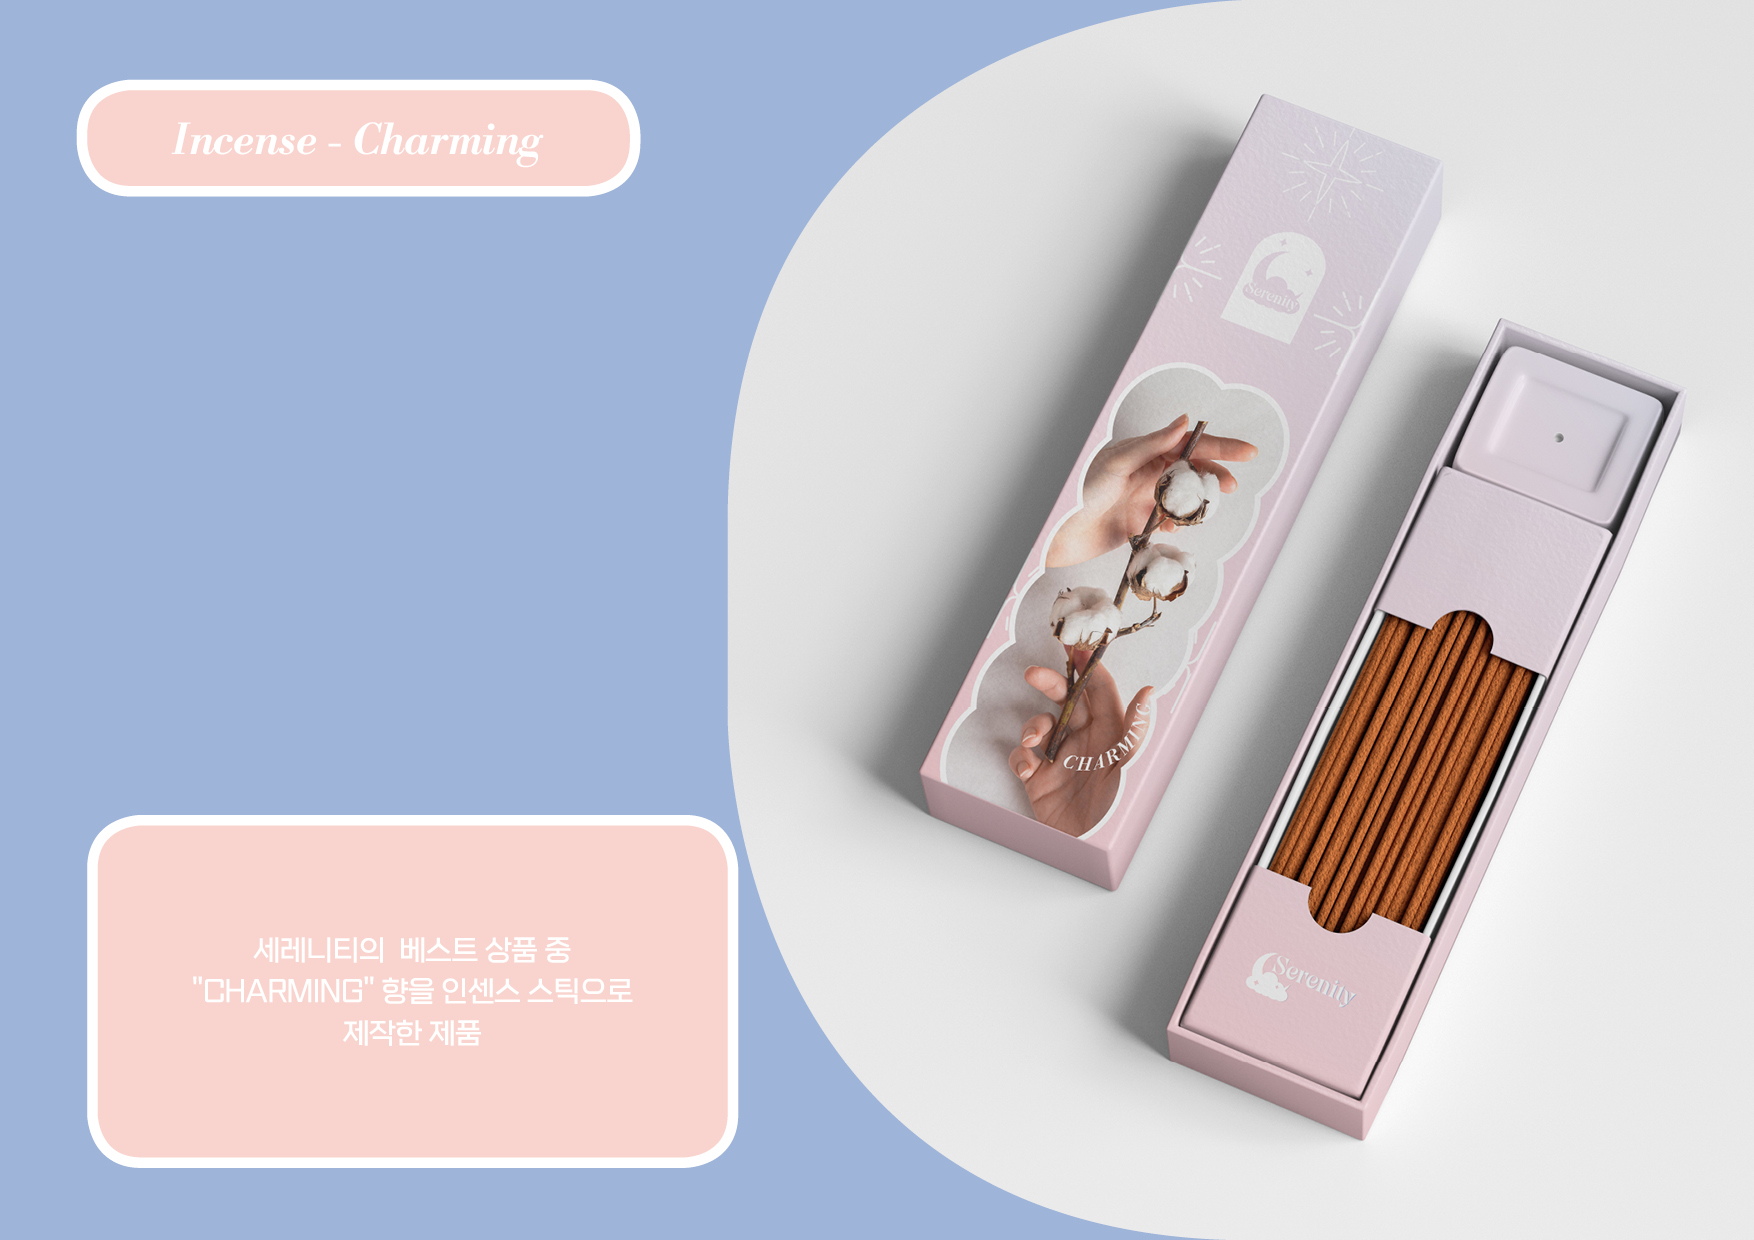 Incense - Charming
Serenity
CHARMING
Serenity
세레니티의 베스트 상품 중
"CHARMING" 향을 인센스 스틱으로
제작한 제품